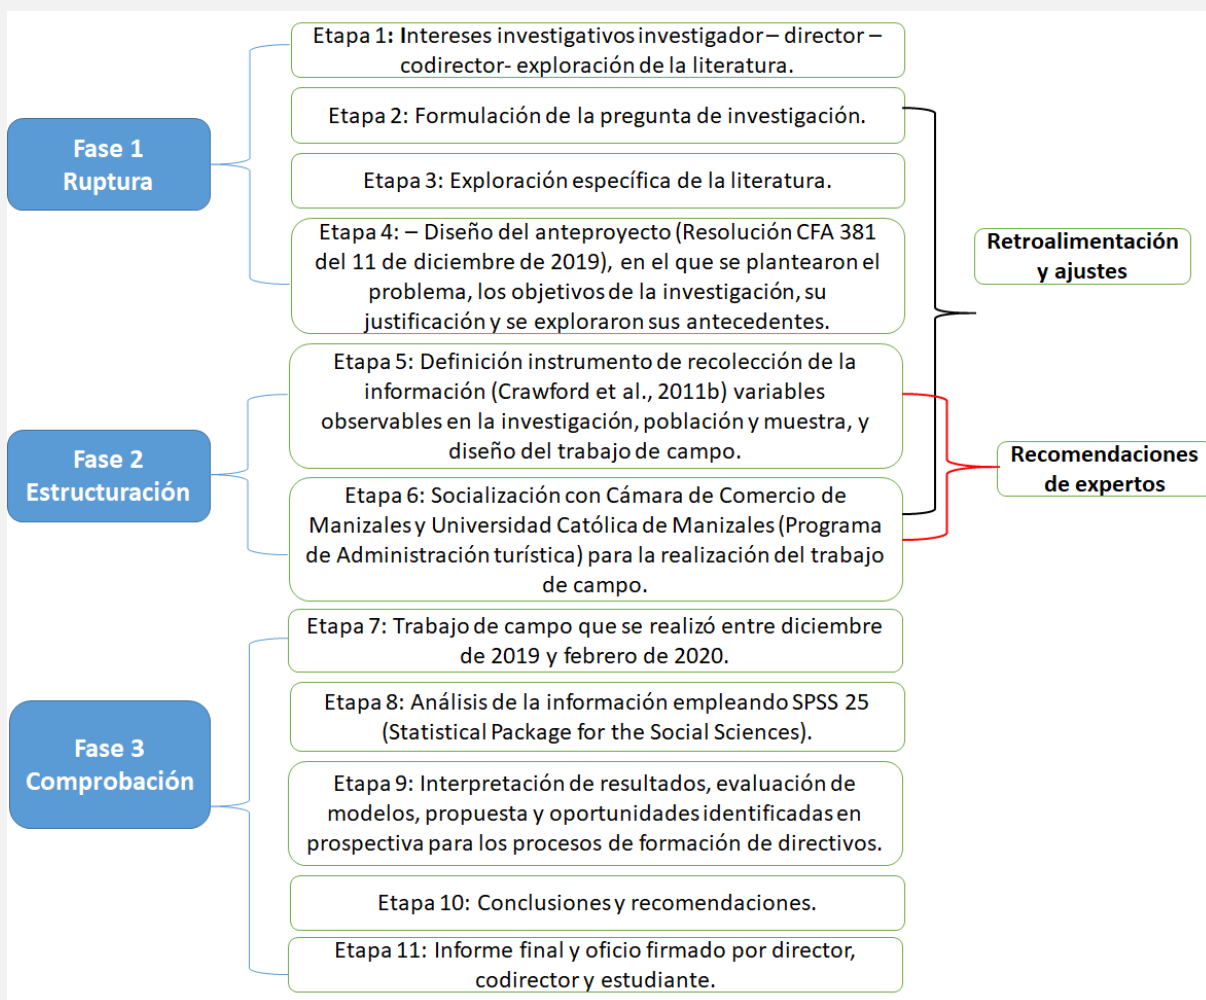 Etapa 1: Intereses investigativos investigador – director –
codirector- exploración de la literatura.
Etapa 2: Formulación de la pregunta de investigación.
Fase 1
Ruptura
Etapa 3: Exploración específica de la literatura.
Etapa 4: – Diseño del anteproyecto (Resolución CFA 381
del 11 de diciembre de 2019), en el que se plantearon el
problema, los objetivos de la investigación, su
justificación y se exploraron sus antecedentes.
Retroalimentación
y ajustes
Etapa 5: Definición instrumento de recolección de la
información (Crawford et al., 2011b) variables
observables en la investigación, población y muestra, y
diseño del trabajo de campo.
Fase 2
Estructuración
Recomendaciones
de expertos
Etapa 6: Socialización con Cámara de Comercio de
Manizales y Universidad Católica de Manizales (Programa
de Administración turística) para la realización del trabajo
de campo.
Etapa 7: Trabajo de campo que se realizó entre diciembre
de 2019 y febrero de 2020.
Etapa 8: Análisis de la información empleando SPSS 25
(Statistical Package for the Social Sciences).
Fase 3
Comprobación
Etapa 9: Interpretación de resultados, evaluación de
modelos, propuesta y oportunidades identificadas en
prospectiva para los procesos de formación de directivos.
Etapa 10: Conclusiones y recomendaciones.
Etapa 11: Informe final y oficio firmado por director,
codirector y estudiante.